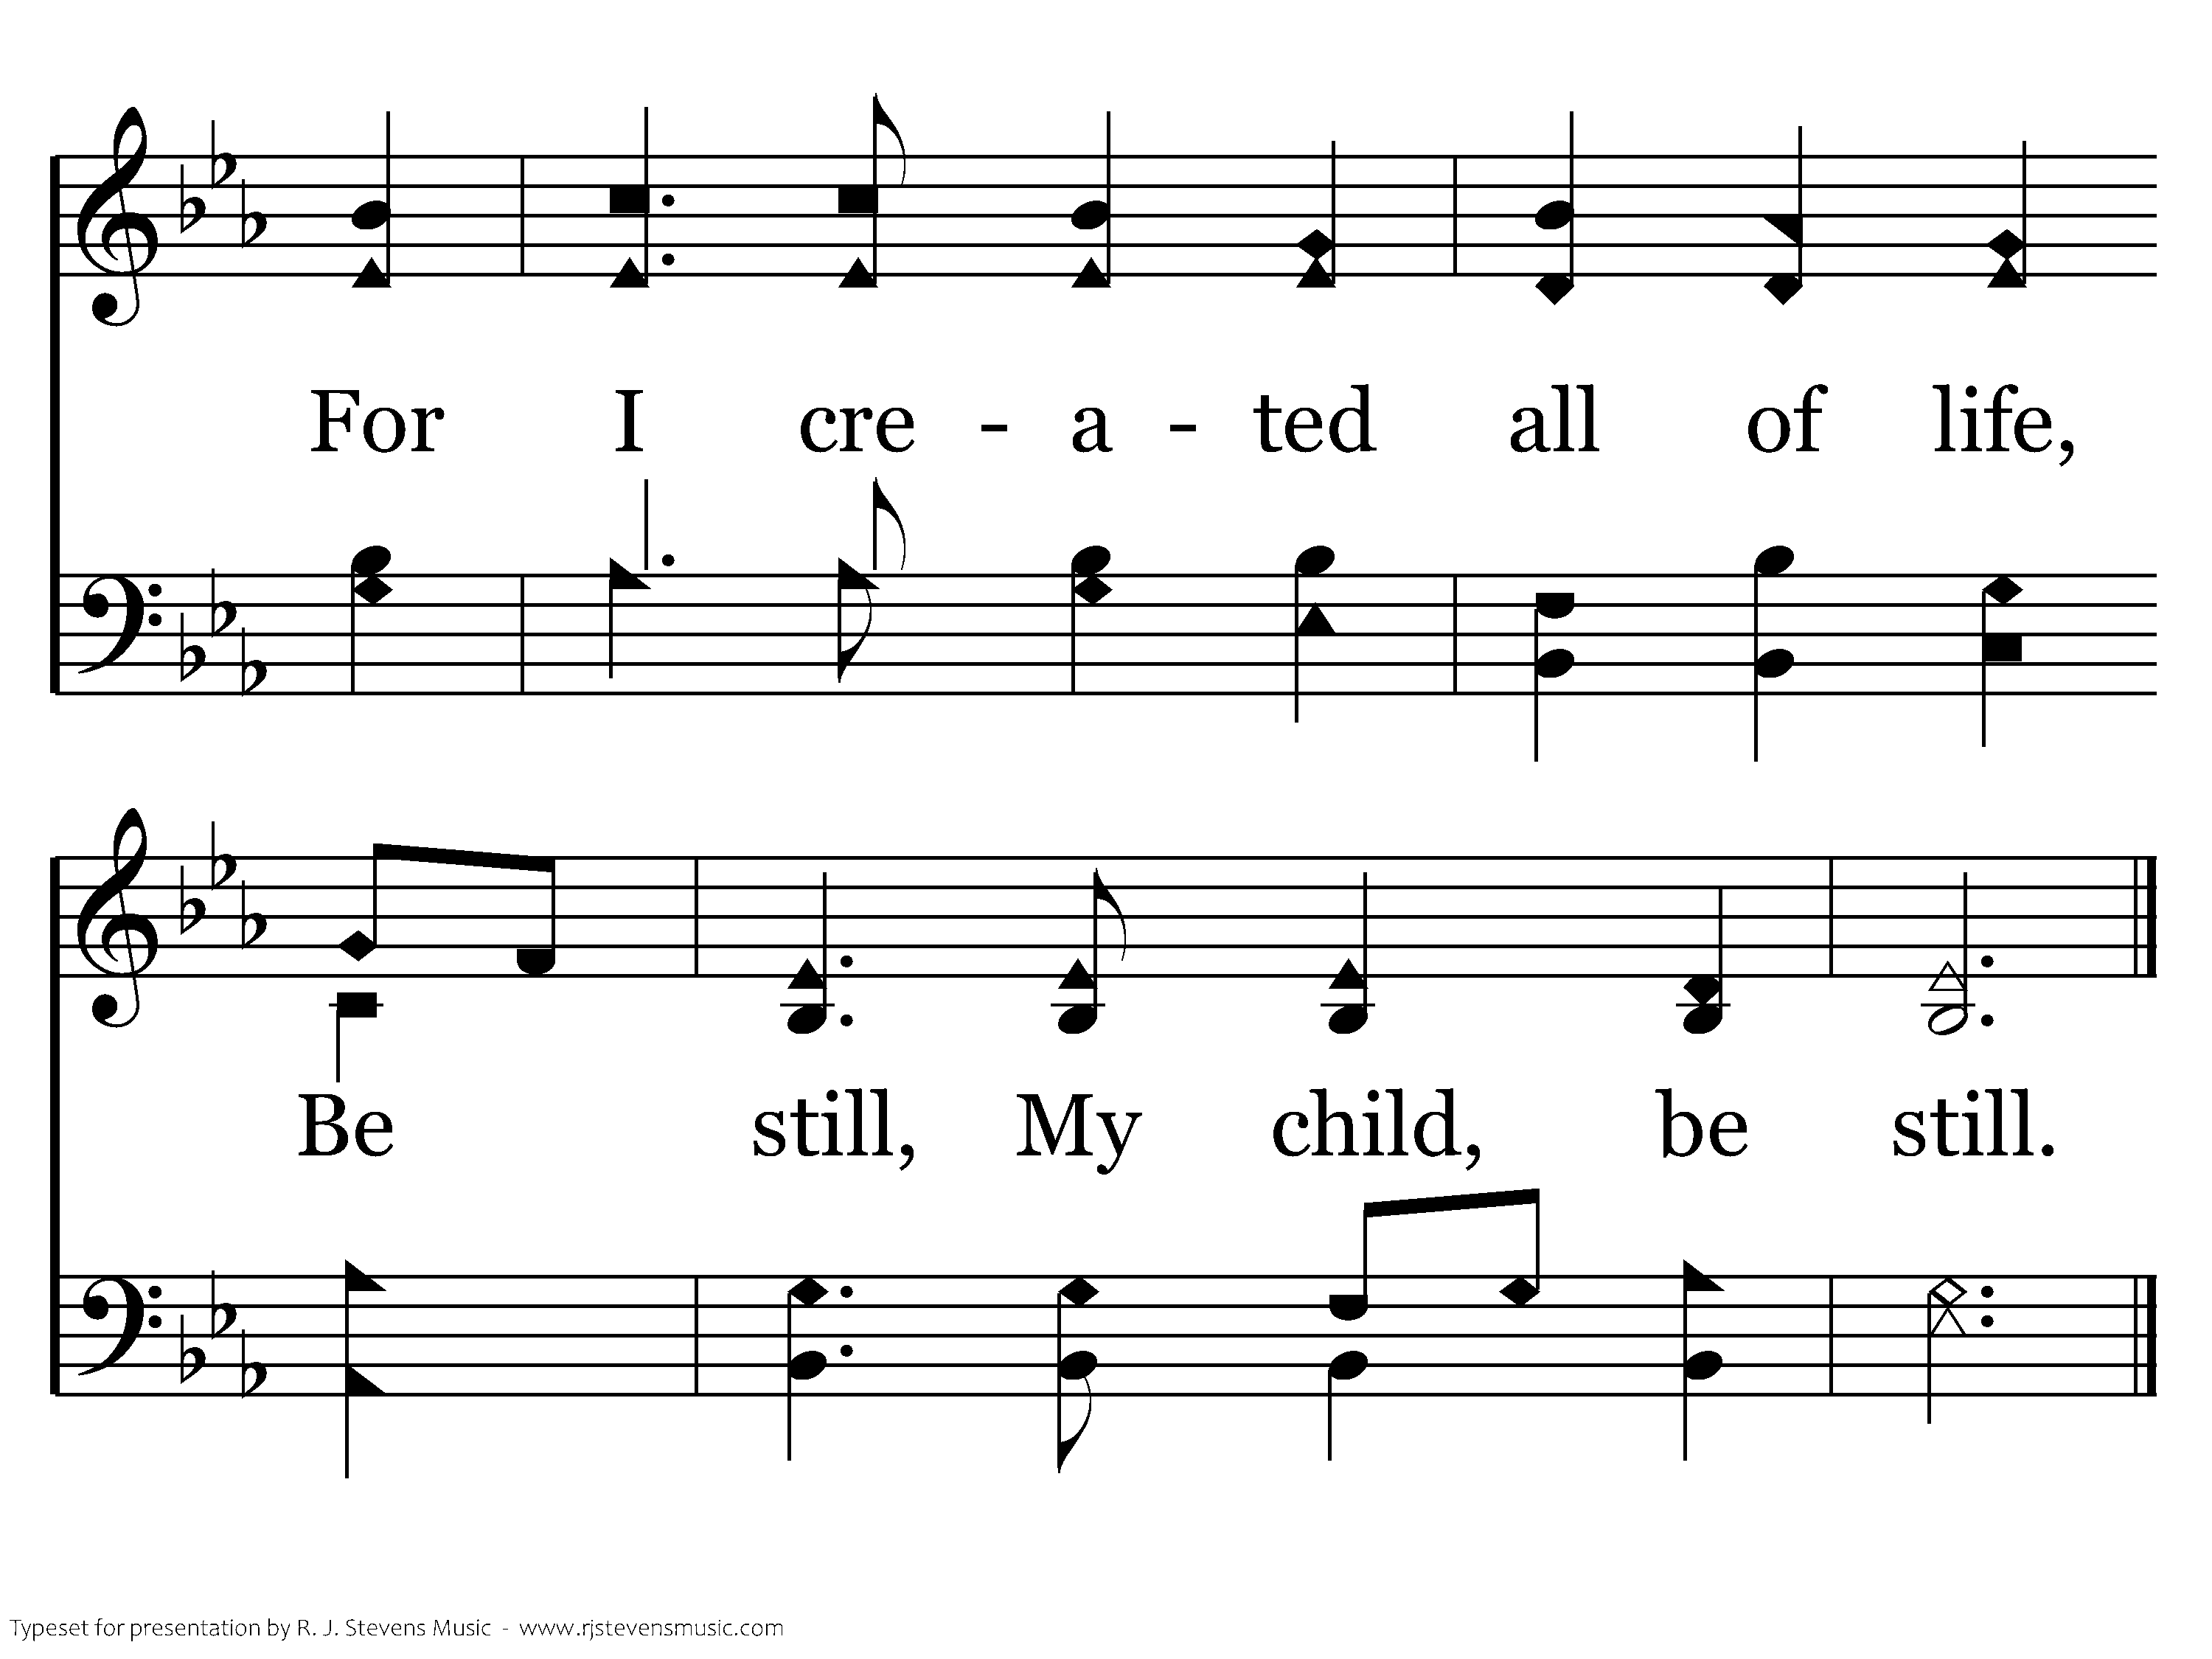 For I cre - a - ted all of life,
Be still, My child, be still.
Typeset for presentation by R. J. Stevens Music - www.rjstevensmusic.com